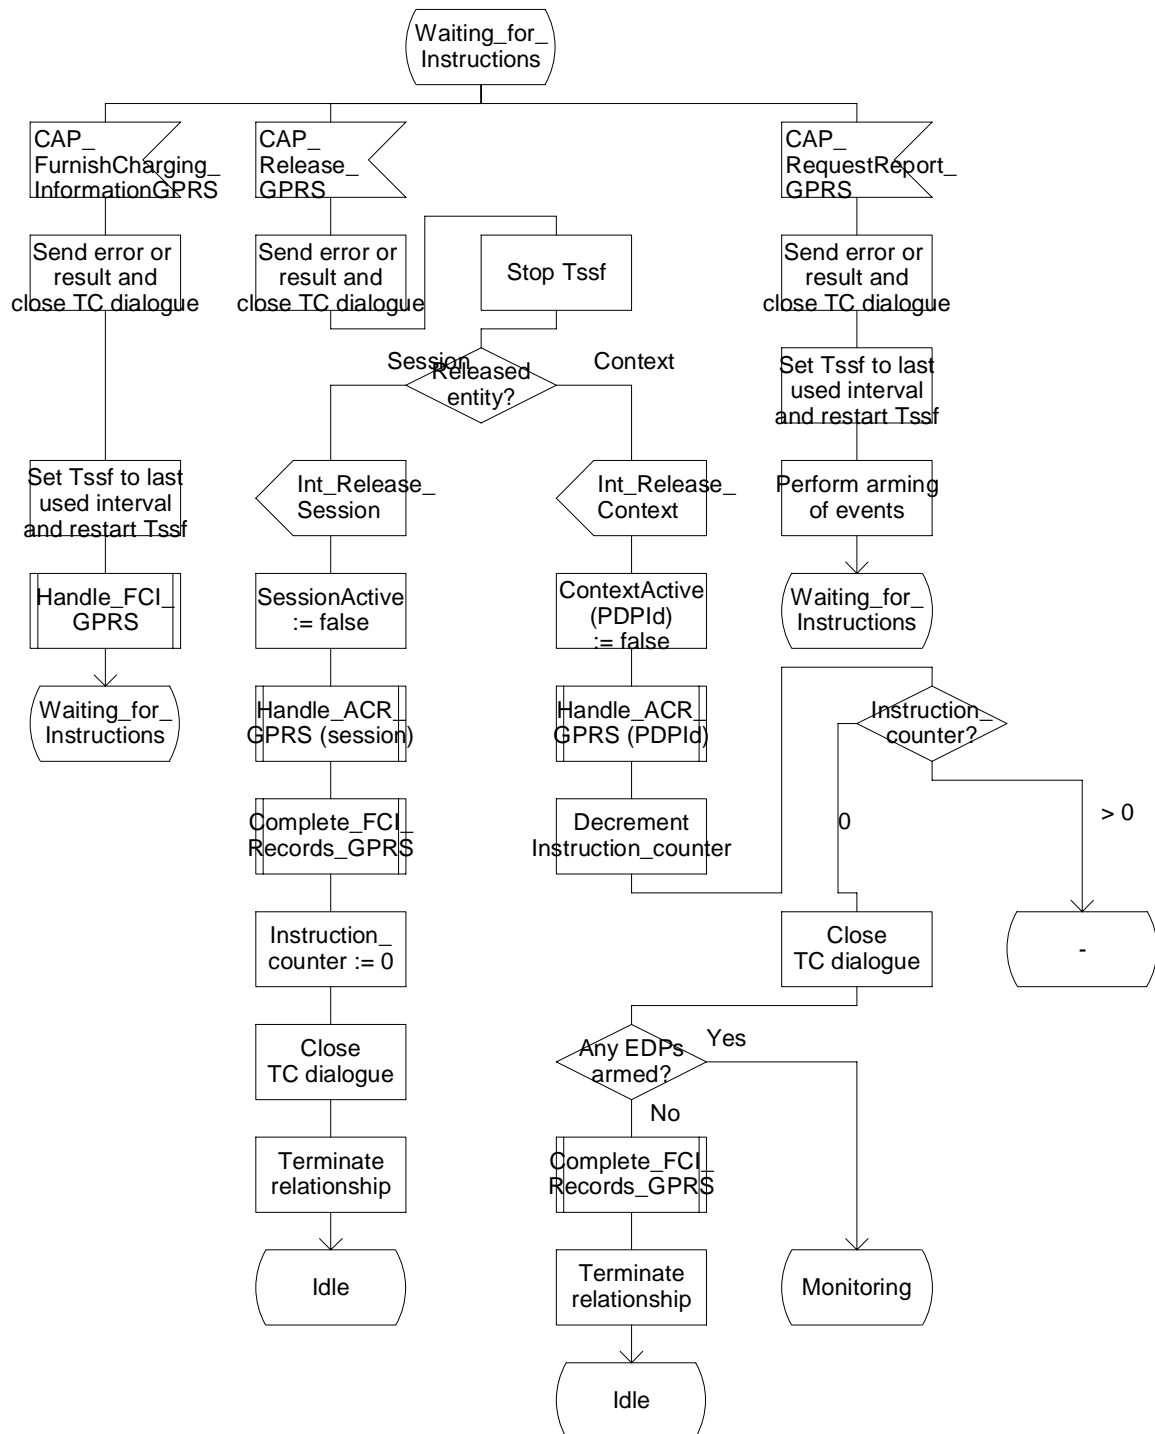 Waiting_for_
Instructions
CAP_
FurnishCharging_
InformationGPRS
CAP_
Release_
GPRS
CAP_
RequestReport_
GPRS
Send error or
result and
close TC dialogue
Send error or
result and
close TC dialogue
Stop Tssf
Send error or
result and
close TC dialogue
Session
Released
entity?
Context
Set Tssf to last
used interval
and restart Tssf
Set Tssf to last
used interval
and restart Tssf
Int_Release_
Session
Int_Release_
Context
Perform arming
of events
Handle_FCI_
GPRS
SessionActive
:= false
ContextActive
(PDPId)
:= false
Waiting_for_
Instructions
Waiting_for_
Instructions
Handle_ACR_
GPRS (session)
Handle_ACR_
GPRS (PDPId)
Instruction_
counter?
Complete_FCI_
Records_GPRS
Decrement
Instruction_counter
0
> 0
Instruction_
counter := 0
Close
TC dialogue
-
Close
TC dialogue
Any EDPs
armed?
Yes
No
Terminate
relationship
Complete_FCI_
Records_GPRS
Idle
Terminate
relationship
Monitoring
Idle